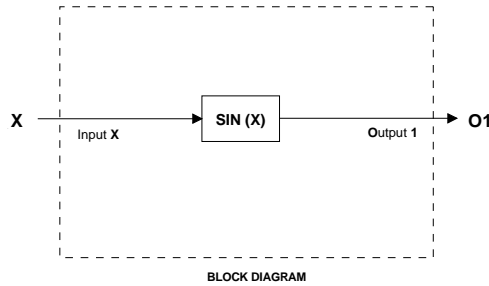 X
Input X
SIN (X)
Output 1
O1
BLOCK DIAGRAM